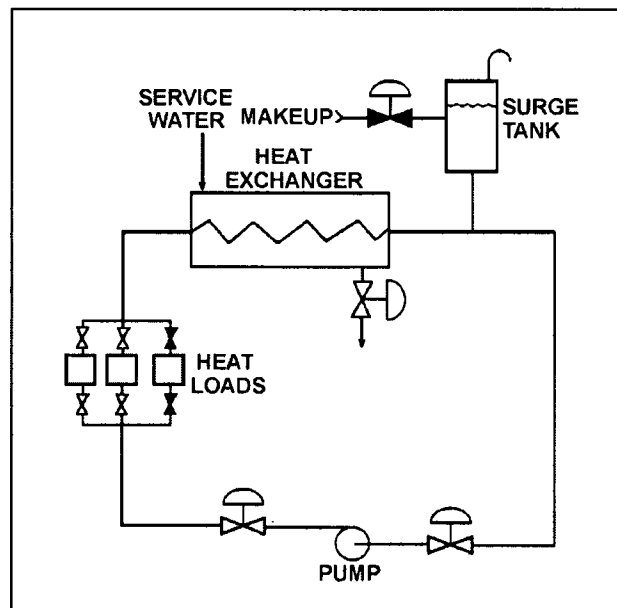 SERVICE
WATER
MAKEUP
SURGE
TANK
HEAT
EXCHANGER
HEAT
LOADS
PUMP